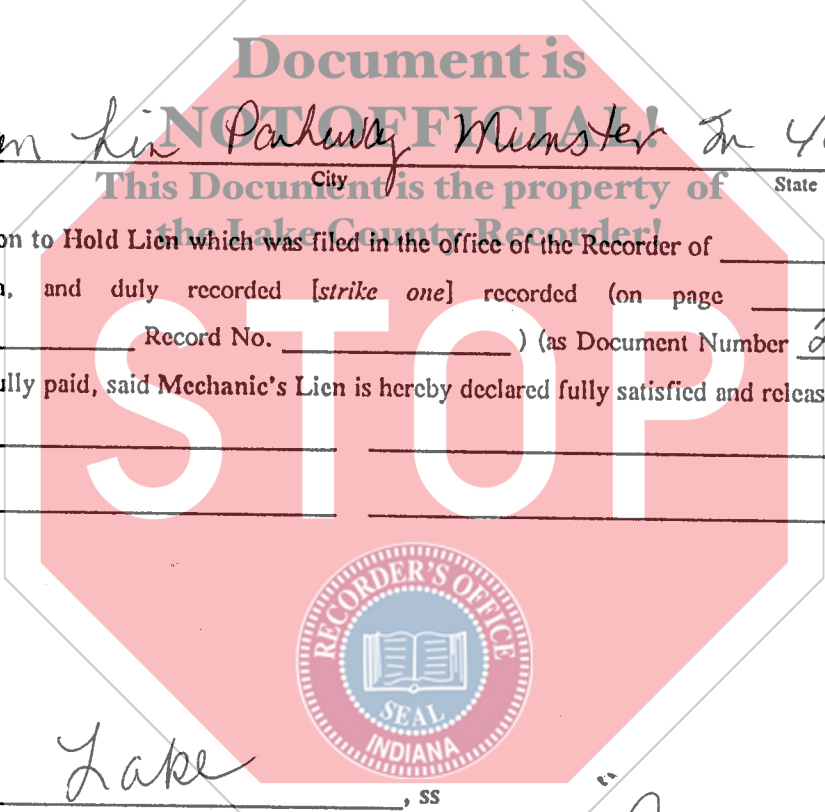 Document is
NOT OFFICIAL!
Lin Parkway Munster In
City State
This Document is the property of
the Lake County Recorder!
on to Hold Lien which was filed in the office of the Recorder of
, and duly recorded [strike one] recorded (on page
Record No. ) (as Document Number 2
ully paid, said Mechanic's Lien is hereby declared fully satisfied and releas
STOP
RECORDER'S OFFICE
SEAL
INDIANA
Lake , ss